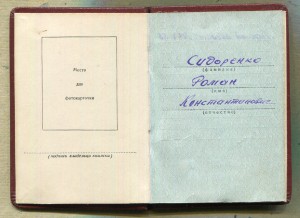 Место
для
фотокарточки
Сидоренко
(фамилия)
Роман
(имя)
Константинович
(отчество)